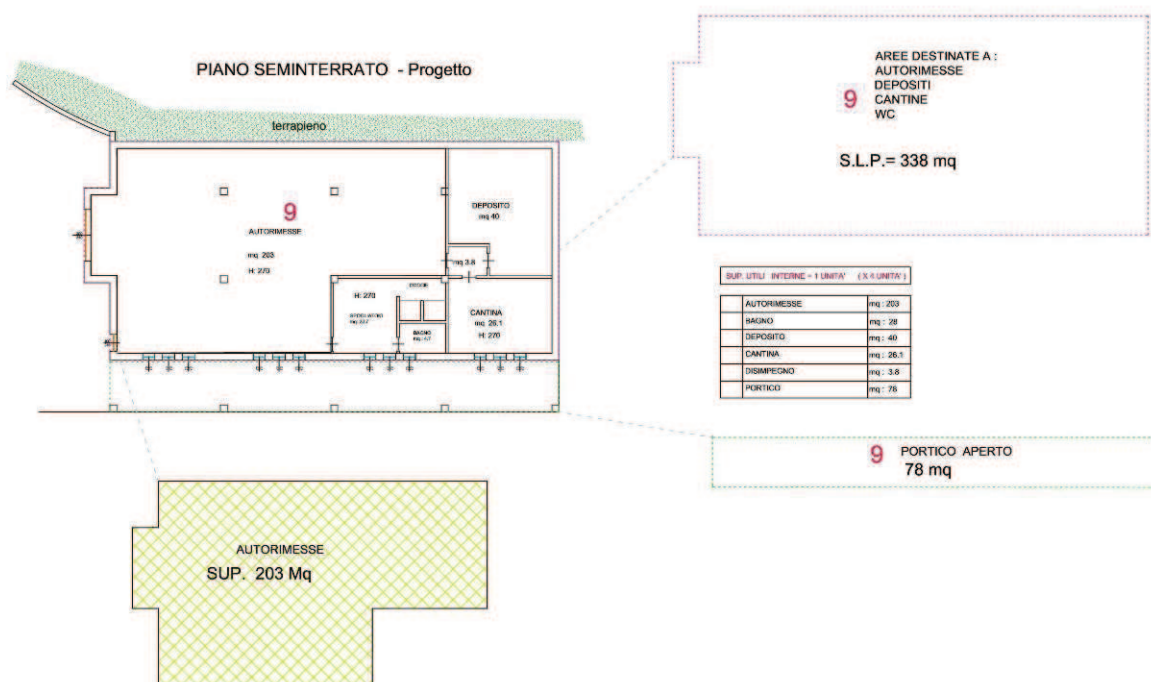 PIANO SEMINTERRATO - Progetto
terrapieno
9
AUTORIMESSE
mq 203
H: 270
DEPOSITO
mq 40
mq 3.8
H: 270
CANTINA
mq 26.1
H: 270
BAGNO
AREE DESTINATE A :
AUTORIMESSE
DEPOSITI
CANTINE
WC
9
S.L.P.= 338 mq
SUP. UTILI INTERNE - 1 UNITA' ( X 4 UNITA' )
AUTORIMESSE mq : 203
BAGNO mq : 28
DEPOSITO mq : 40
CANTINA mq : 26.1
DISIMPEGNO mq : 3.8
PORTICO mq : 78
9 PORTICO APERTO
78 mq
AUTORIMESSE
SUP. 203 Mq